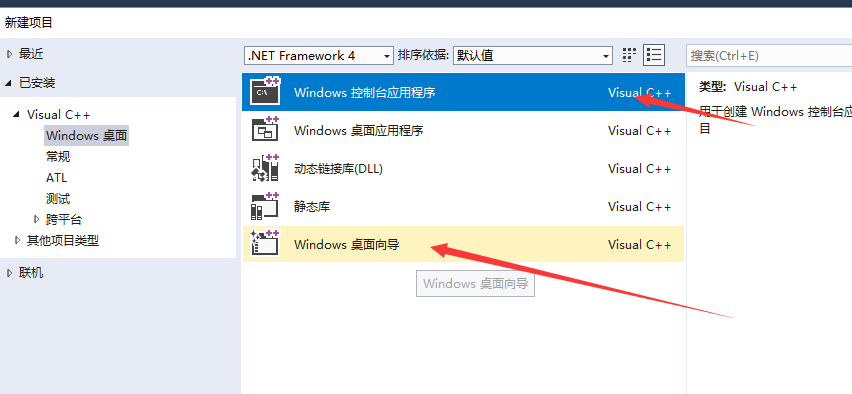 新建项目
最近
.NET Framework 4 排序依据: 默认值 搜索(Ctrl+E)
已安装
Visual C++
Windows 桌面
常规
ATL
测试
跨平台
其他项目类型
联机
C:\
Windows 控制台应用程序 Visual C++
Windows 桌面应用程序 Visual C++
动态链接库(DLL) Visual C++
静态库 Visual C++
Windows 桌面向导 Visual C++
Windows 桌面向导
类型: Visual C++
用于创建 Windows 控制台应
目